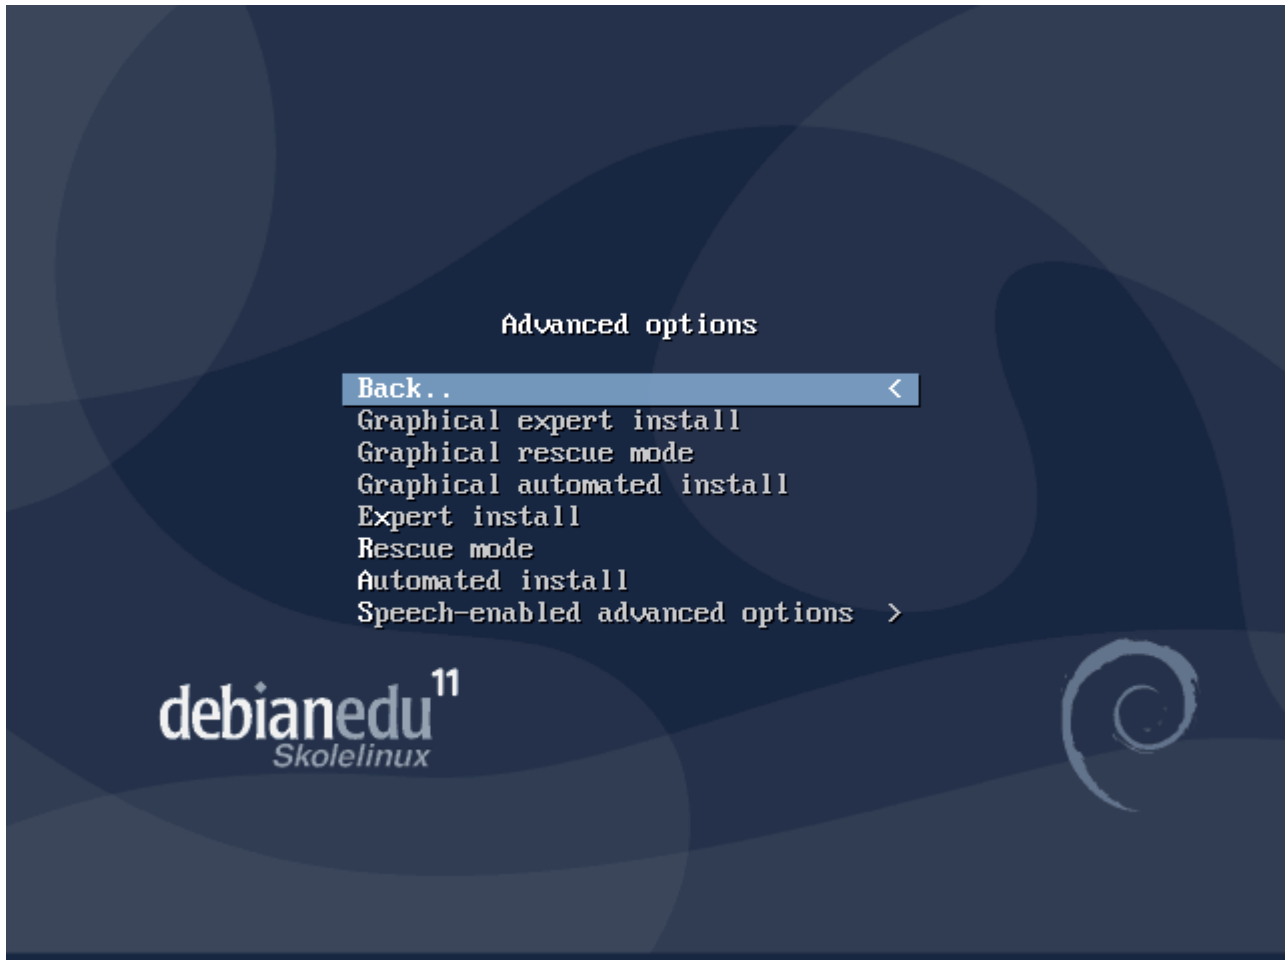 Advanced options
Back.. <
Graphical expert install
Graphical rescue mode
Graphical automated install
Expert install
Rescue mode
Automated install
Speech-enabled advanced options >
debianedu 11
Skolelinux